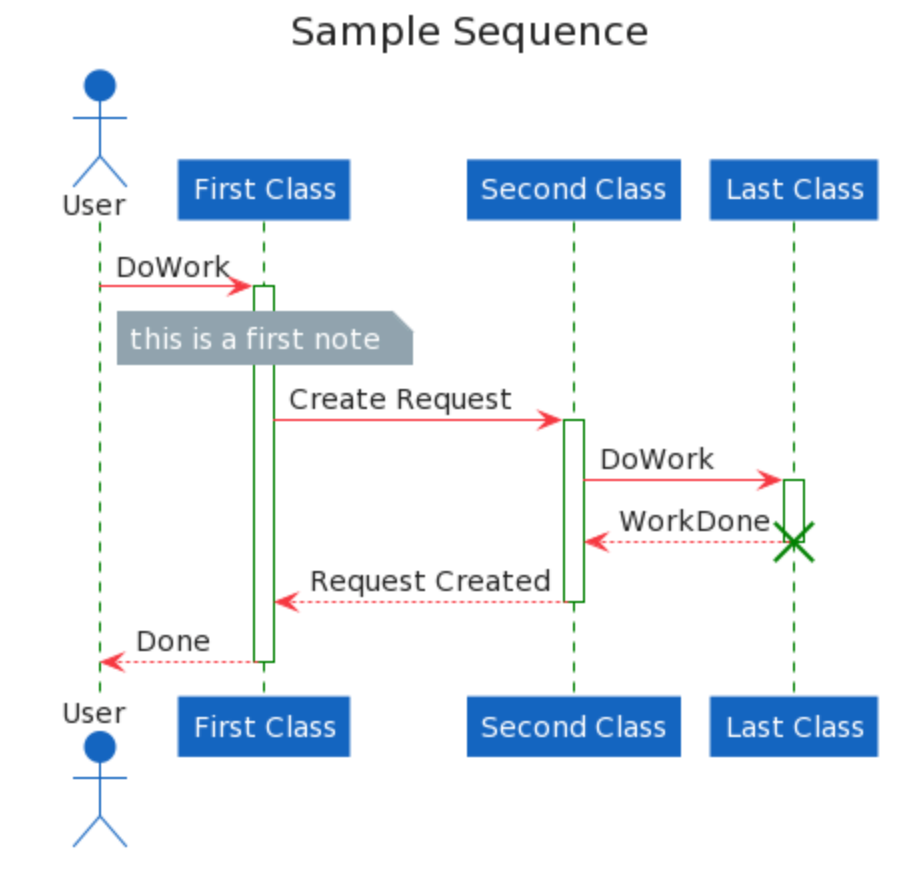 Sample Sequence
User
First Class
Second Class
Last Class
DoWork
this is a first note
Create Request
DoWork
WorkDone
Request Created
Done
User
First Class
Second Class
Last Class